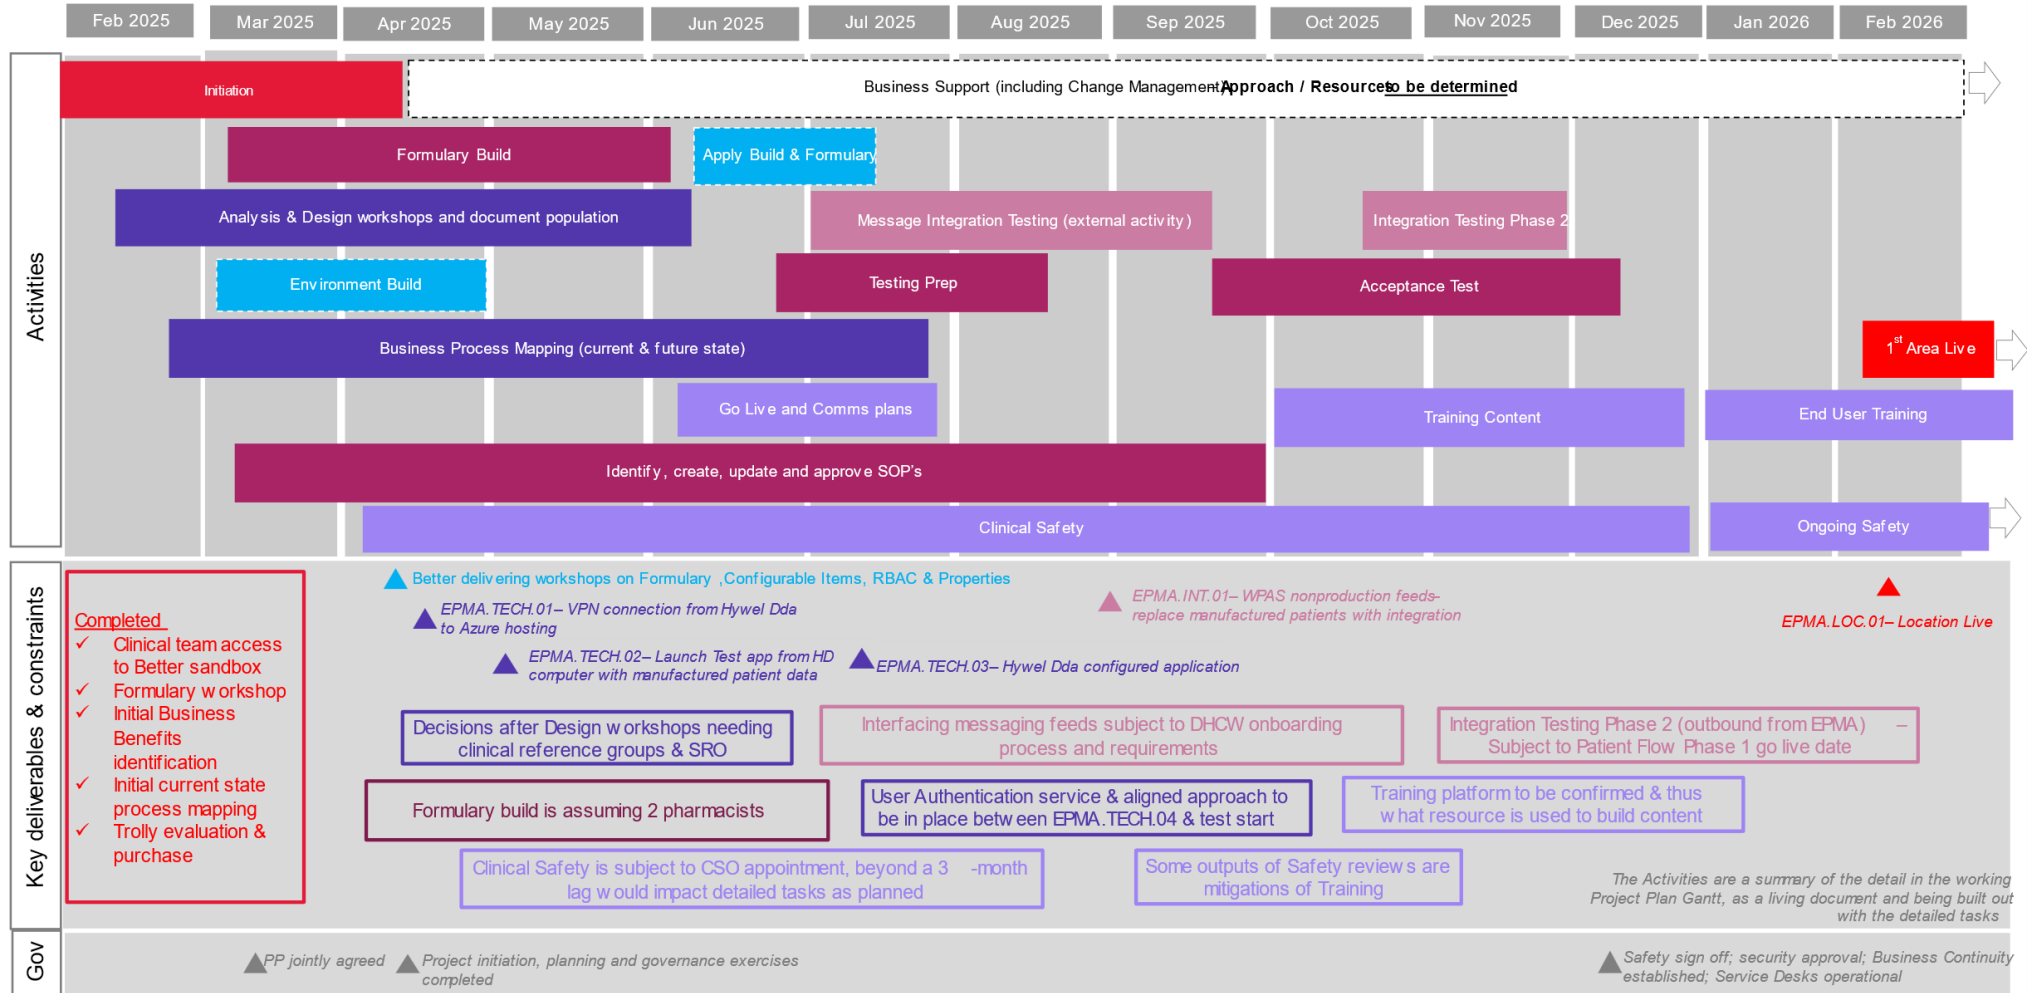 Feb 2025
Mar 2025
Apr 2025
May 2025
Jun 2025
Jul 2025
Aug 2025
Sep 2025
Oct 2025
Nov 2025
Dec 2025
Jan 2026
Feb 2026
Activities
Initiation
Business Support (including Change Management) – Approach / Resources to be determined
Formulary Build
Apply Build & Formulary
Analysis & Design workshops and document population
Message Integration Testing (external activity)
Integration Testing Phase 2
Environment Build
Testing Prep
Acceptance Test
Business Process Mapping (current & future state)
1st Area Live
Go Live and Comms plans
Training Content
End User Training
Identify, create, update and approve SOP's
Clinical Safety
Ongoing Safety
Key deliverables & constraints
Completed
✓ Clinical team access
to Better sandbox
✓ Formulary workshop
✓ Initial Business
Benefits
identification
✓ Initial current state
process mapping
✓ Trolly evaluation &
purchase
Better delivering workshops on Formulary ,Configurable Items, RBAC & Properties
EPMA.TECH.01– VPN connection from Hywel Dda
to Azure hosting
EPMA.TECH.02– Launch Test app from HD
computer with manufactured patient data
EPMA.TECH.03– Hywel Dda configured application
EPMA.INT.01– WPAS nonproduction feeds–
replace manufactured patients with integration
EPMA.LOC.01– Location Live
Decisions after Design workshops needing
clinical reference groups & SRO
Interfacing messaging feeds subject to DHCW onboarding
process and requirements
Integration Testing Phase 2 (outbound from EPMA) –
Subject to Patient Flow Phase 1 go live date
Formulary build is assuming 2 pharmacists
User Authentication service & aligned approach to
be in place between EPMA.TECH.04 & test start
Training platform to be confirmed & thus
what resource is used to build content
Clinical Safety is subject to CSO appointment, beyond a 3 -month
lag would impact detailed tasks as planned
Some outputs of Safety reviews are
mitigations of Training
The Activities are a summary of the detail in the working
Project Plan Gantt, as a living document and being built out
with the detailed tasks
Gov
PP jointly agreed
Project initiation, planning and governance exercises
completed
Safety sign off; security approval; Business Continuity
established; Service Desks operational